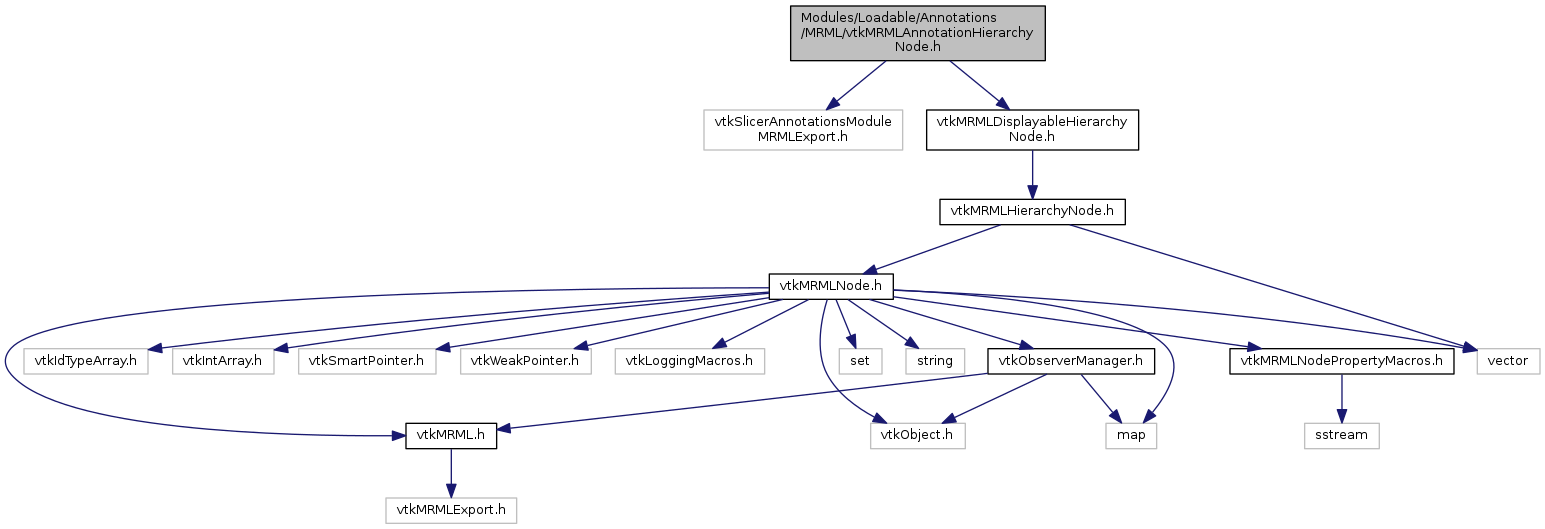 Modules/Loadable/Annotations
/MRML/vtkMRMLAnnotationHierarchy
Node.h
vtkSlicerAnnotationsModule
MRMLExport.h
vtkMRMLDisplayableHierarchy
Node.h
vtkMRMLHierarchyNode.h
vtkMRMLNode.h
vtkIdTypeArray.h
vtkIntArray.h
vtkSmartPointer.h
vtkWeakPointer.h
vtkLoggingMacros.h
set
string
vtkObserverManager.h
vtkMRMLNodePropertyMacros.h
vector
vtkMRML.h
vtkObject.h
map
sstream
vtkMRMLExport.h